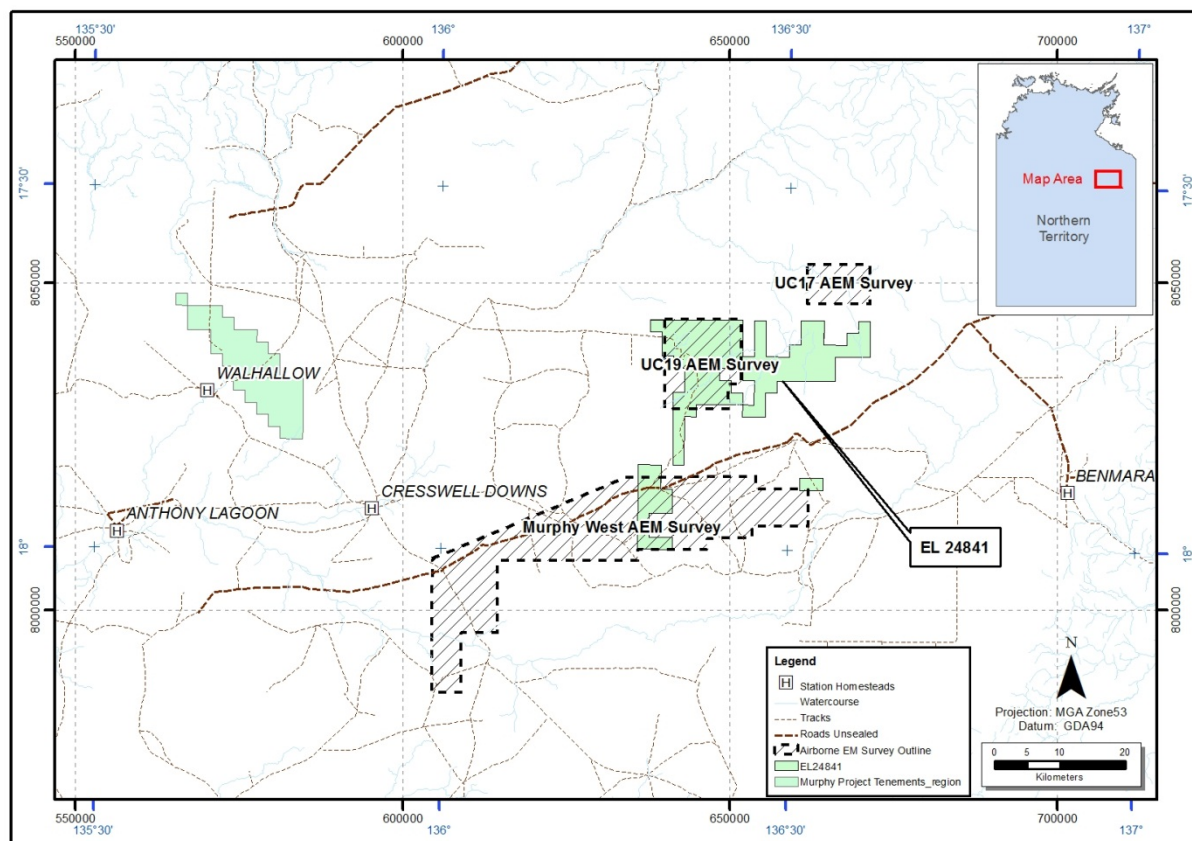 135°30'
136°
136°30'
137°
550000
600000
650000
700000
17°30'
17°30'
Map Area
Northern
Territory
8050000
8050000
UC17 AEM Survey
UC19 AEM Survey
WALHALLOW
H
CRESSWELL DOWNS
H
BENMARA
H
ANTHONY LAGOON
H
Murphy West AEM Survey
EL 24841
18°
18°
8000000
8000000
Legend
H Station Homesteads
Watercourse
Tracks
Roads Unsealed
Airborne EM Survey Outline
EL24841
Murphy Project Tenements_region
N
Projection: MGA Zone53
Datum: GDA94
0 5 10 20
Kilometers
550000
600000
650000
700000
135°30'
136°
136°30'
137°